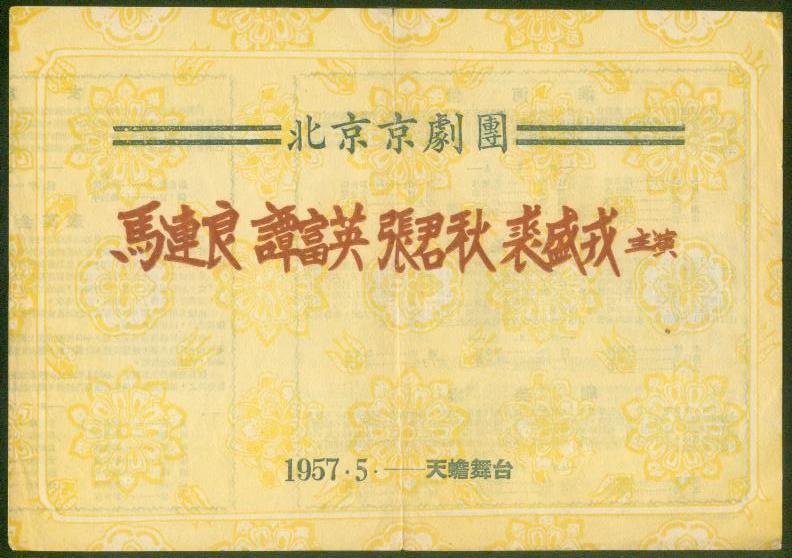 北京京劇團
馬連良 譚富英 張君秋 裘盛戎 主演
1957·5·——天蟾舞台